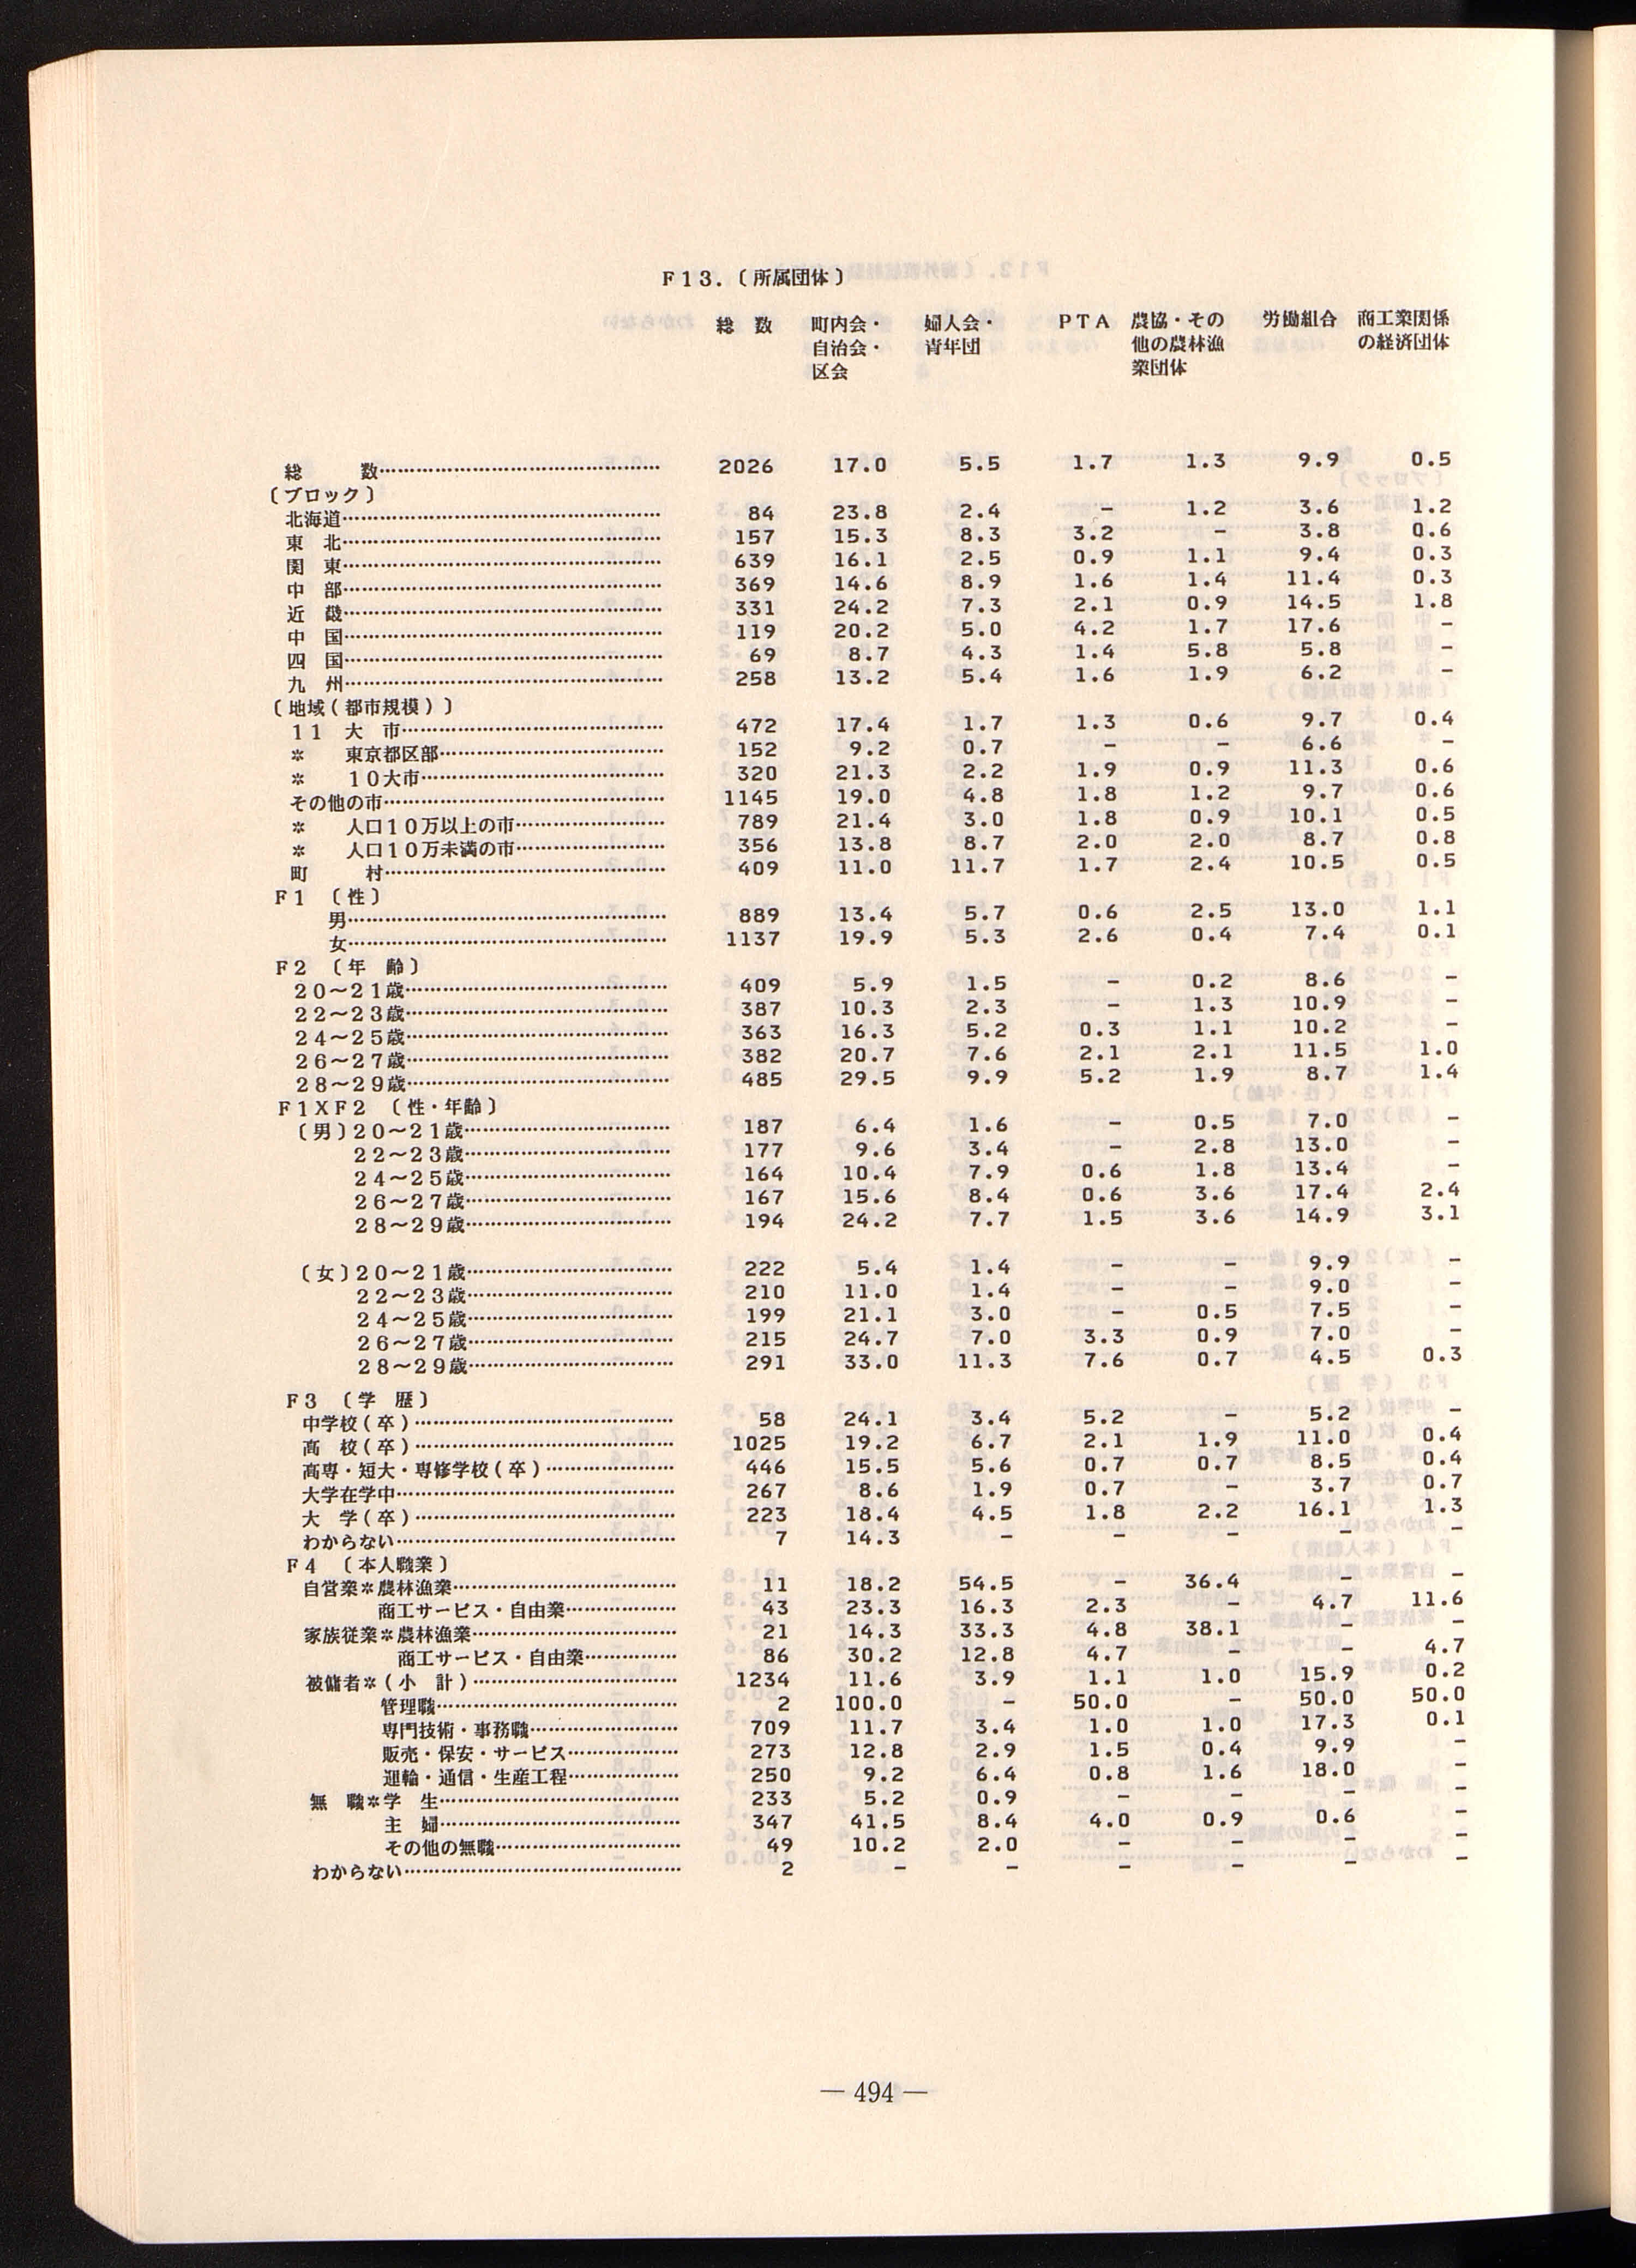 F13.〔所属団体〕
総 数 町内会・ 婦人会・ PTA 農協・その 労働組合 商工業関係
自治会・ 青年団 他の農林漁 の経済団体
区会 業団体
総 数…………………………………… 2026 17.0 5.5 1.7 1.3 9.9 0.5
〔ブロック〕
北海道…………………………………… 84 23.8 2.4 － 1.2 3.6 1.2
東 北…………………………………… 157 15.3 8.3 3.2 － 3.8 0.6
関 東…………………………………… 639 16.1 2.5 0.9 1.1 9.4 0.3
中 部…………………………………… 369 14.6 8.9 1.6 1.4 11.4 0.3
近 畿…………………………………… 331 24.2 7.3 2.1 0.9 14.5 1.8
中 国…………………………………… 119 20.2 5.0 4.2 1.7 17.6 －
四 国…………………………………… 69 8.7 4.3 1.4 5.8 5.8 －
九 州…………………………………… 258 13.2 5.4 1.6 1.9 6.2 －
〔地域(都市規模)〕
11 大 市………………………………… 472 17.4 1.7 1.3 0.6 9.7 0.4
＊ 東京都区部…………………………… 152 9.2 0.7 － － 6.6 －
＊ 10大市……………………………… 320 21.3 2.2 1.9 0.9 11.3 0.6
その他の市……………………………… 1145 19.0 4.8 1.8 1.2 9.7 0.6
＊ 人口10万以上の市………………… 789 21.4 3.0 1.8 0.9 10.1 0.5
＊ 人口10万未満の市………………… 356 13.8 8.7 2.0 2.0 8.7 0.8
町 村………………………………… 409 11.0 11.7 1.7 2.4 10.5 0.5
F1 〔性〕
男…………………………………… 889 13.4 5.7 0.6 2.5 13.0 1.1
女…………………………………… 1137 19.9 5.3 2.6 0.4 7.4 0.1
F2 〔年 齢〕
20〜21歳……………………………… 409 5.9 1.5 － 0.2 8.6 －
22〜23歳……………………………… 387 10.3 2.3 － 1.3 10.9 －
24〜25歳……………………………… 363 16.3 5.2 0.3 1.1 10.2 －
26〜27歳……………………………… 382 20.7 7.6 2.1 2.1 11.5 1.0
28〜29歳……………………………… 485 29.5 9.9 5.2 1.9 8.7 1.4
F1XF2 〔性・年齢〕
〔男〕20〜21歳………………………… 187 6.4 1.6 － 0.5 7.0 －
22〜23歳………………………… 177 9.6 3.4 － 2.8 13.0 －
24〜25歳………………………… 164 10.4 7.9 0.6 1.8 13.4 －
26〜27歳………………………… 167 15.6 8.4 0.6 3.6 17.4 2.4
28〜29歳………………………… 194 24.2 7.7 1.5 3.6 14.9 3.1
〔女〕20〜21歳………………………… 222 5.4 1.4 － － 9.9 －
22〜23歳………………………… 210 11.0 1.4 － － 9.0 －
24〜25歳………………………… 199 21.1 3.0 － 0.5 7.5 －
26〜27歳………………………… 215 24.7 7.0 3.3 0.9 7.0 －
28〜29歳………………………… 291 33.0 11.3 7.6 0.7 4.5 0.3
F3 〔学 歴〕
中学校(卒)……………………………… 58 24.1 3.4 5.2 － 5.2 －
高 校(卒)……………………………… 1025 19.2 6.7 2.1 1.9 11.0 0.4
高専・短大・専修学校(卒)……………… 446 15.5 5.6 0.7 0.7 8.5 0.4
大学在学中……………………………… 267 8.6 1.9 0.7 － 3.7 0.7
大 学(卒)……………………………… 223 18.4 4.5 1.8 2.2 16.1 1.3
わからない……………………………… 7 14.3 － － － － －
F4 〔本人職業〕
自営業＊農林漁業………………………… 11 18.2 54.5 － 36.4 － －
商工サービス・自由業…………… 43 23.3 16.3 2.3 － 4.7 11.6
家族従業＊農林漁業……………………… 21 14.3 33.3 4.8 38.1 － －
商工サービス・自由業………… 86 30.2 12.8 4.7 － － 4.7
被傭者＊(小 計)……………………… 1234 11.6 3.9 1.1 1.0 15.9 0.2
管理職…………………………… 2 100.0 － 50.0 － 50.0 50.0
専門技術・事務職………………… 709 11.7 3.4 1.0 1.0 17.3 0.1
販売・保安・サービス…………… 273 12.8 2.9 1.5 0.4 9.9 －
運輸・通信・生産工程…………… 250 9.2 6.4 0.8 1.6 18.0 －
無 職＊学 生…………………………… 233 5.2 0.9 － － － －
主 婦…………………………… 347 41.5 8.4 4.0 0.9 0.6 －
その他の無職…………………… 49 10.2 2.0 － － － －
わからない……………………………… 2 － － － － － －
— 494 —